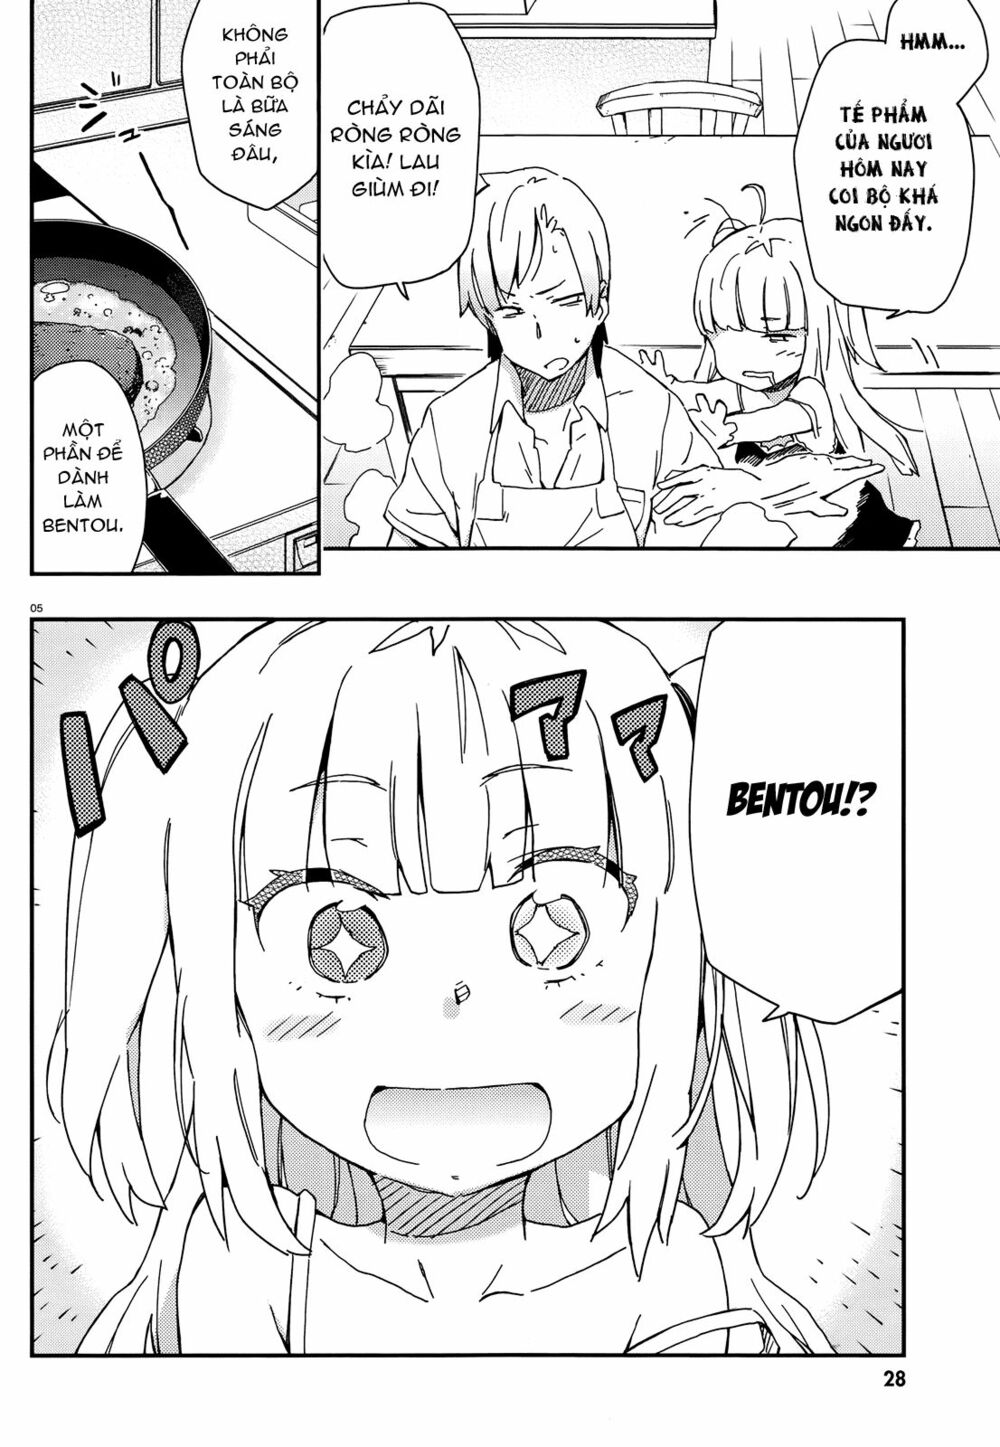 HMM...
TẾ PHẨM
CỦA NGƯƠI
HÔM NAY
COI BỘ KHÁ
NGON ĐẤY.
CHẢY DÃI
RÒNG RÒNG
KÌA! LAU
GIÙM ĐI!
KHÔNG
PHẢI
TOÀN BỘ
LÀ BỮA
SÁNG
ĐÂU,
MỘT
PHẦN ĐỂ
DÀNH
LÀM
BENTOU.
05
BENTOU!?
パァァ
28